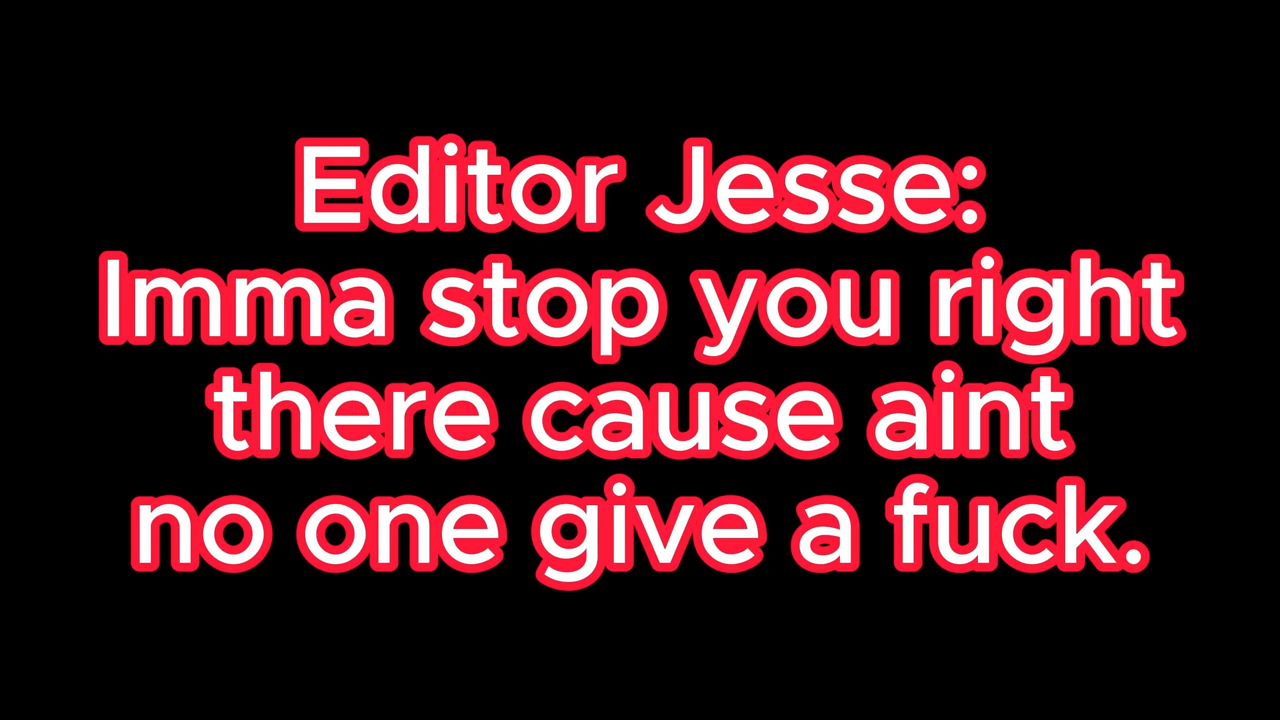 Editor Jesse:
Imma stop you right
there cause aint
no one give a fuck.